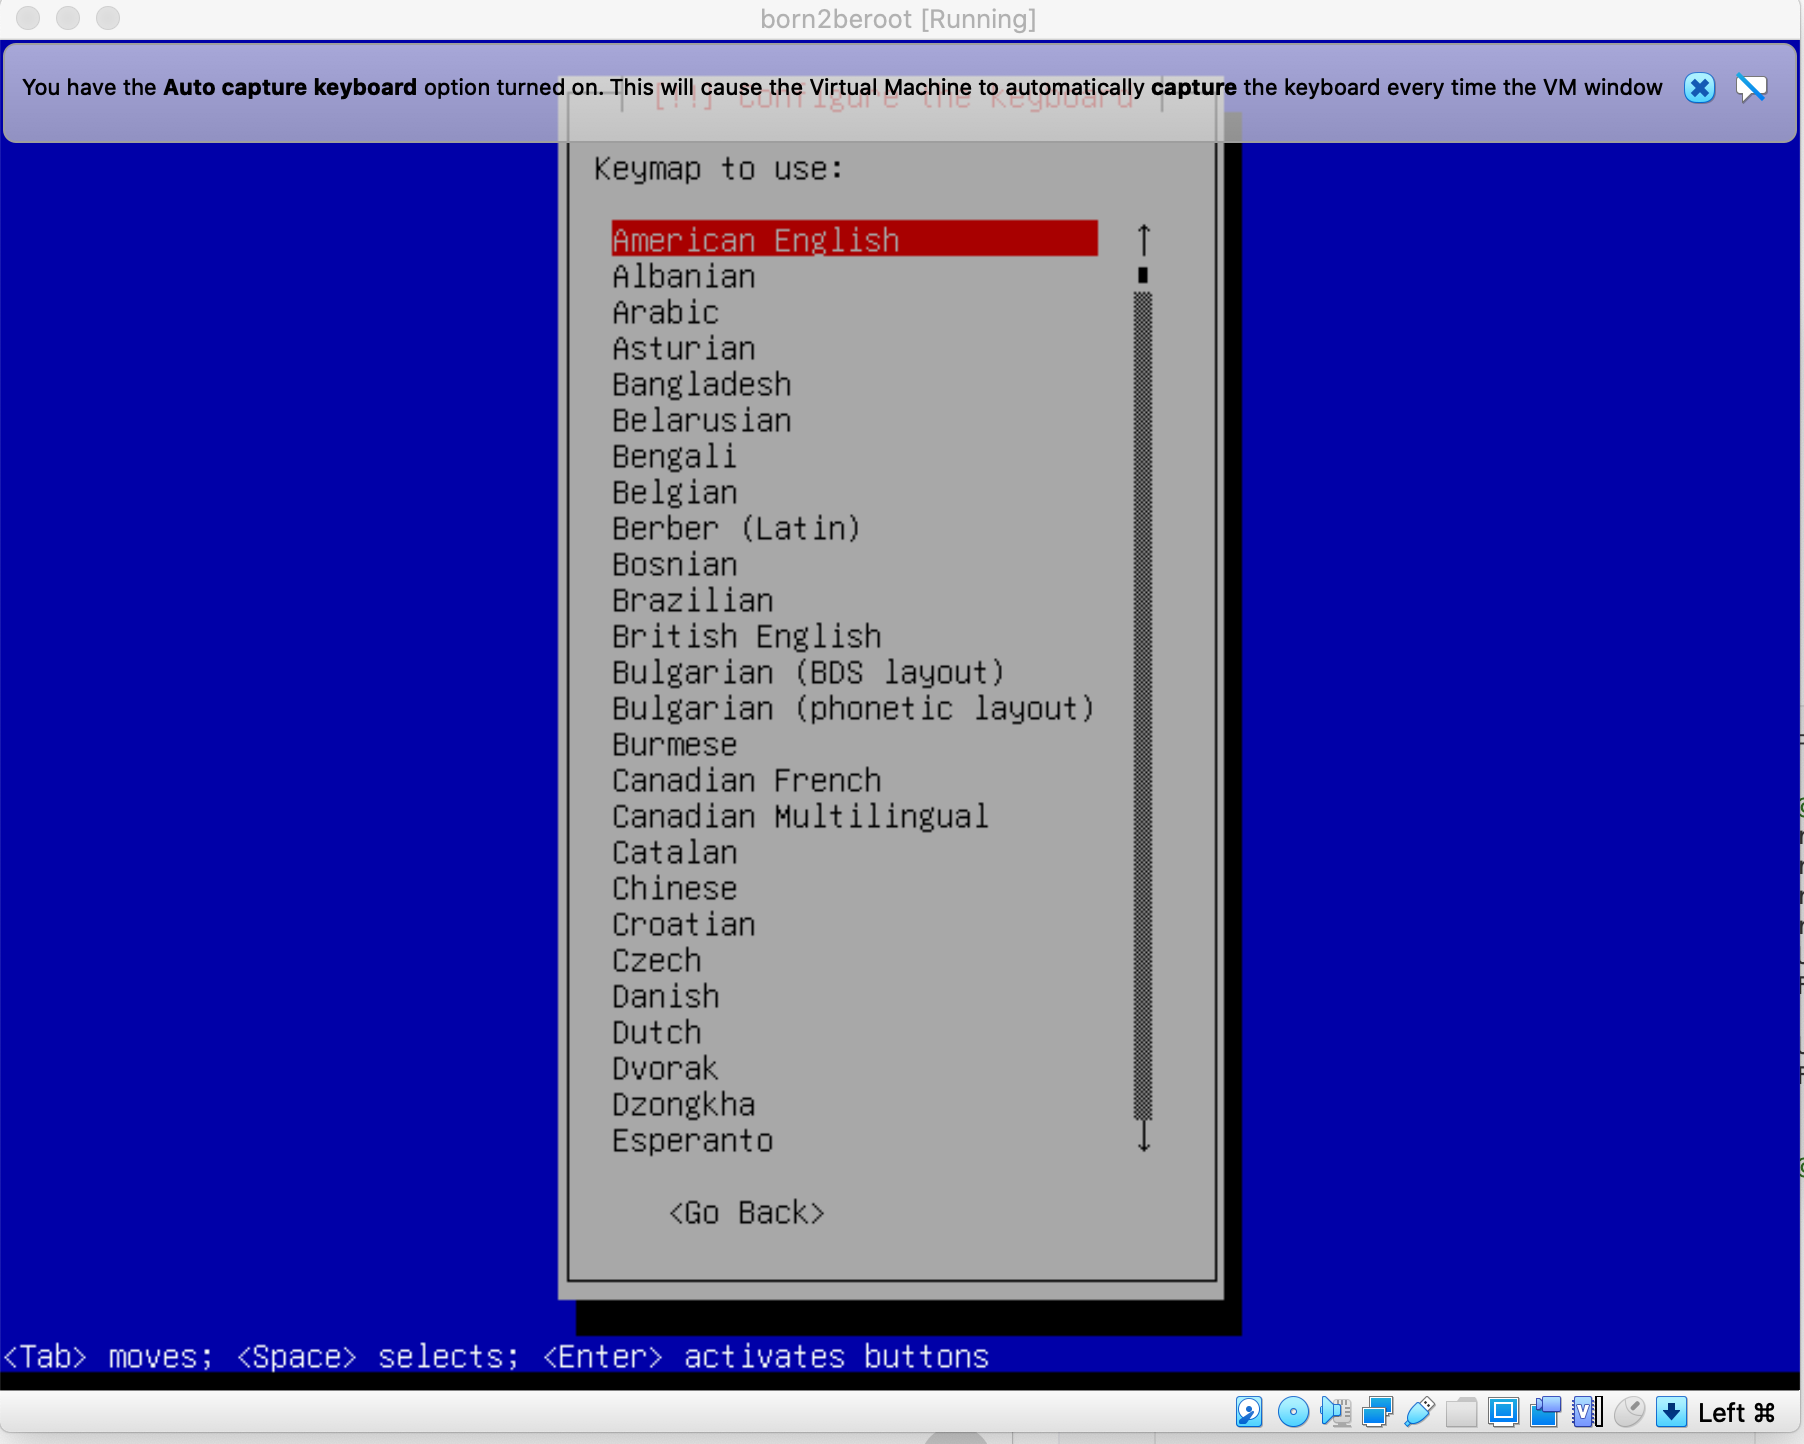 born2beroot [Running]
You have the Auto capture keyboard option turned on. This will cause the Virtual Machine to automatically capture the keyboard every time the VM window
[!!] Configure the Keyboard
Keymap to use:
American English
Albanian
Arabic
Asturian
Bangladesh
Belarusian
Bengali
Belgian
Berber (Latin)
Bosnian
Brazilian
British English
Bulgarian (BDS layout)
Bulgarian (phonetic layout)
Burmese
Canadian French
Canadian Multilingual
Catalan
Chinese
Croatian
Czech
Danish
Dutch
Dvorak
Dzongkha
Esperanto
<Go Back>
<Tab> moves; <Space> selects; <Enter> activates buttons
Left ⌘